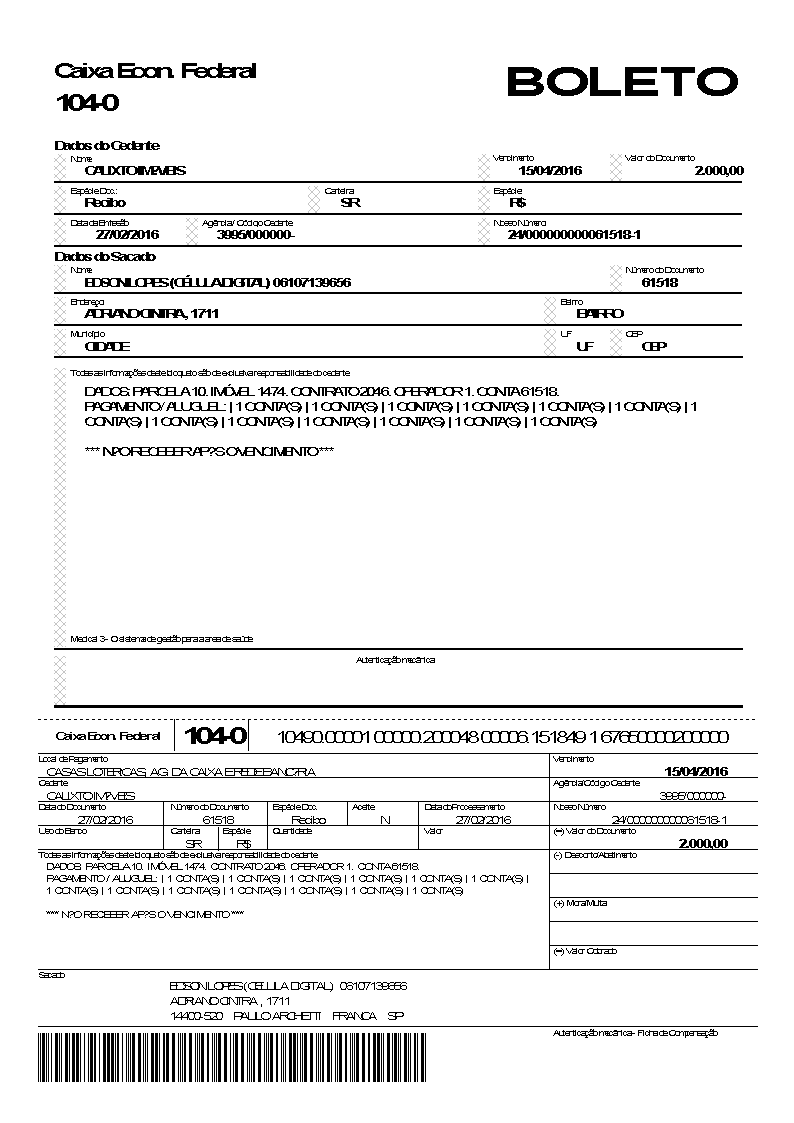 Caixa Econ. Federal
104-0
BOLETO
Dados do Cedente
Nome
CALIXTO IM?VEIS
Vencimento
15/04/2016
Valor do Documento
2.000,00
Espécie Doc.:
Recibo
Carteira
SR
Espécie
R$
Data da Emissão
27/02/2016
Agência / Código Cedente
3995/000000-
Nosso Número
24/000000000061518-1
Dados do Sacado
Nome
EDSON LOPES (CÉLULA DIGITAL) 06107139656
Número do Documento
61518
Endereço
ADRIANO CINTRA , 1711
Bairro
BAIRRO
Município
CIDADE
UF
UF
CEP
CEP
Todas as informações deste bloqueto são de exclusiva responsabilidade do cedente
DADOS: PARCELA 10. IMÓVEL 1474. CONTRATO 2046. OPERADOR 1. CONTA 61518.
PAGAMENTO / ALUGUEL: | 1 CONTA(S) | 1 CONTA(S) | 1 CONTA(S) | 1 CONTA(S) | 1 CONTA(S) | 1 CONTA(S) | 1
CONTA(S) | 1 CONTA(S) | 1 CONTA(S) | 1 CONTA(S) | 1 CONTA(S) | 1 CONTA(S) | 1 CONTA(S)
*** N?O RECEBER AP?S O VENCIMENTO ***
Medical 3 - O sistema de gestão para a area de saúde
Autenticação mecânica
Caixa Econ. Federal
104-0
10490.00001 00000.200048 00006.151849 1 67650000200000
Local de Pagamento
CASAS LOTERICAS, AG. DA CAIXA E REDE BANC?RIA
Vencimento
15/04/2016
Cedente
CALIXTO IM?VEIS
Agência/Código Cedente
3995/000000-
Data do Documento
27/02/2016
Número do Documento
61518
Espécie Doc.
Recibo
Aceite
N
Data do Processamento
27/02/2016
Nosso Número
24/000000000061518-1
Uso do Banco
Carteira
SR
Espécie
R$
Quantidade
Valor
(=) Valor do Documento
2.000,00
Todas as informações deste bloqueto são de exclusiva responsabilidade do cedente
DADOS: PARCELA 10. IMÓVEL 1474. CONTRATO 2046. OPERADOR 1. CONTA 61518.
PAGAMENTO / ALUGUEL: | 1 CONTA(S) | 1 CONTA(S) | 1 CONTA(S) | 1 CONTA(S) | 1 CONTA(S) | 1 CONTA(S) |
1 CONTA(S) | 1 CONTA(S) | 1 CONTA(S) | 1 CONTA(S) | 1 CONTA(S) | 1 CONTA(S) | 1 CONTA(S)
*** N?O RECEBER AP?S O VENCIMENTO ***
(-) Desconto/Abatimento
(+) Mora/Multa
(=) Valor Cobrado
Sacado
EDSON LOPES (CÉLULA DIGITAL) 06107139656
ADRIANO CINTRA , 1711
14400-520 PAULO ARCHETTI FRANCA SP
Autenticação mecânica - Ficha de Compensação